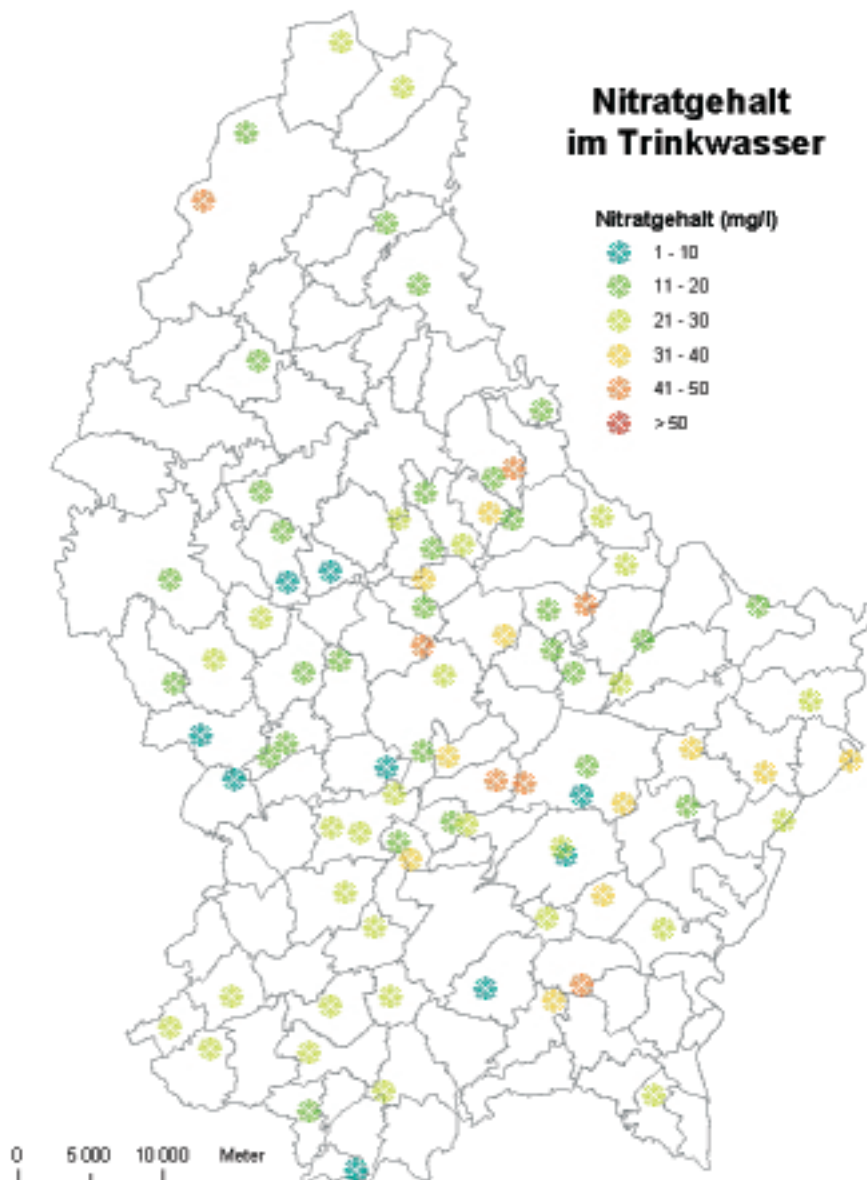 Nitratgehalt
im Trinkwasser
Nitratgehalt (mg/l)
1 - 10
11 - 20
21 - 30
31 - 40
41 - 50
> 50
0 5 000 10 000 Meter